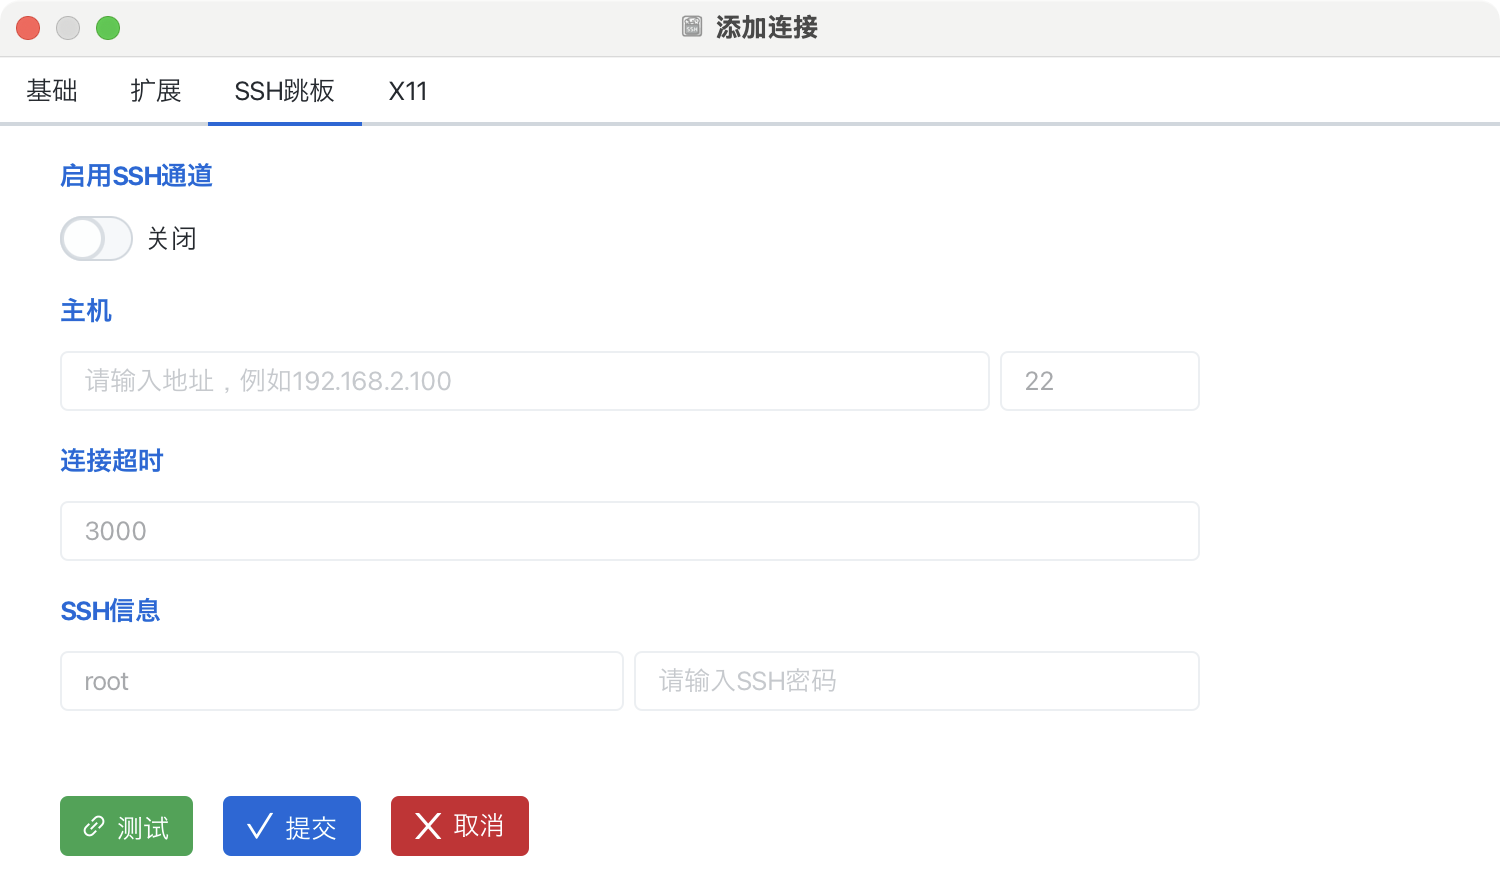 添加连接
基础 扩展 SSH跳板 X11
启用SSH通道
关闭
主机
请输入地址，例如192.168.2.100 22
连接超时
3000
SSH信息
root 请输入SSH密码
测试 提交 取消